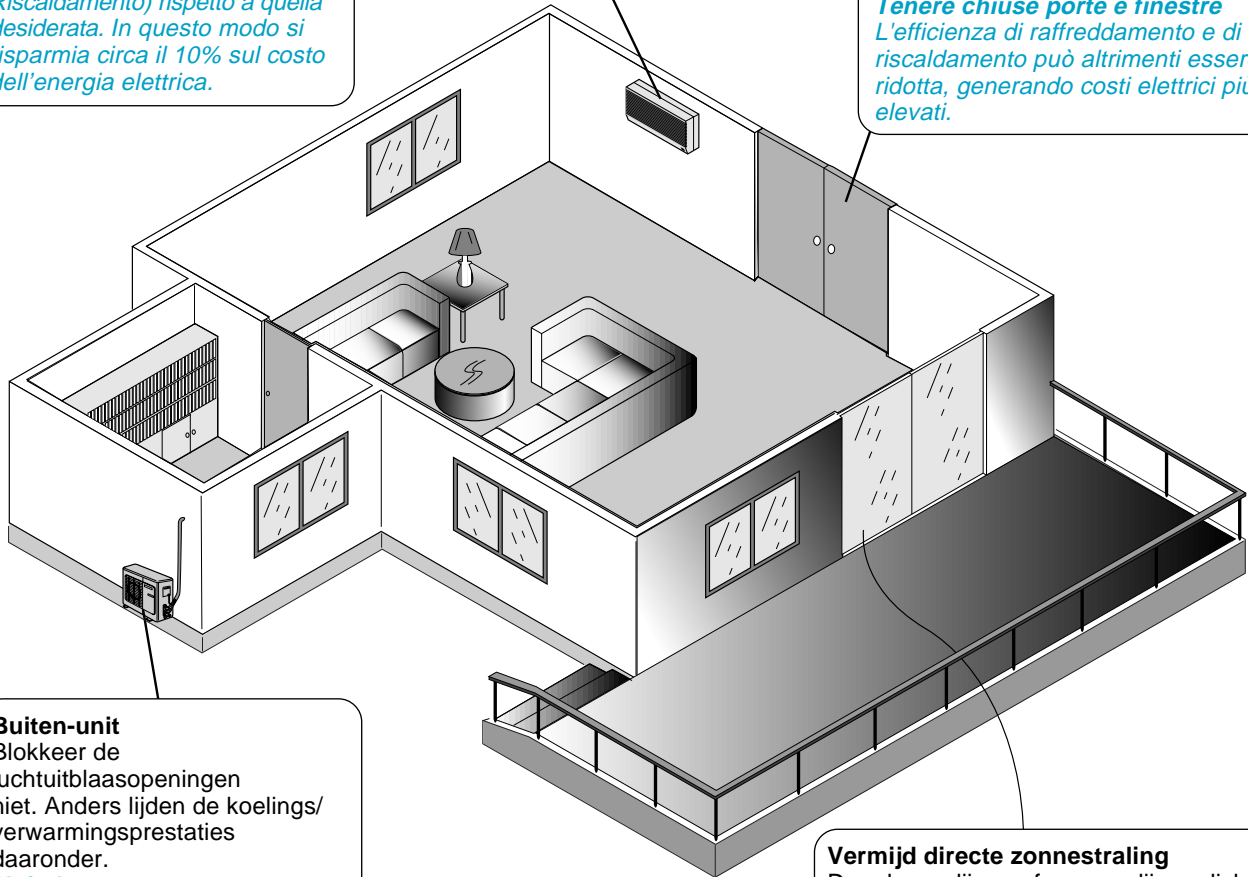 Riscaldamento) rispetto a quella
desiderata. In questo modo si
risparmia circa il 10% sul costo
dell'energia elettrica.
Tenere chiuse porte e finestre
L'efficienza di raffreddamento e di
riscaldamento può altrimenti essere
ridotta, generando costi elettrici più
elevati.
Buiten-unit
Blokkeer de
luchtuitblaasopeningen
niet. Anders lijden de koelings/
verwarmingsprestaties
daaronder.
Vermijd directe zonnestraling